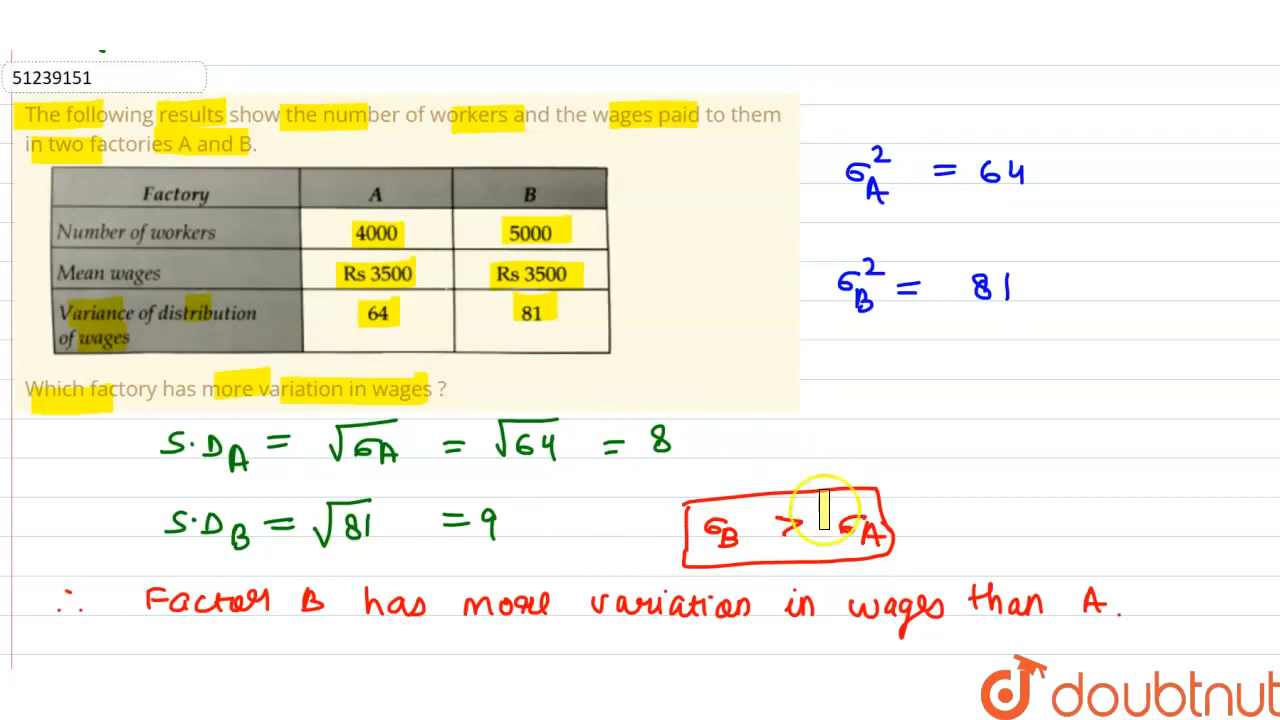 51239151
The following results show the number of workers and the wages paid to them
in two factories A and B.
Factory A B
Number of workers 4000 5000
Mean wages Rs 3500 Rs 3500
Variance of distribution 64 81
of wages
Which factory has more variation in wages ?
σ²A = 64
σ²B = 81
S.D A = √σA = √64 = 8
S.D B = √81 = 9
σB > σA
∴ Factor B has more variation in wages than A.
doubtnut